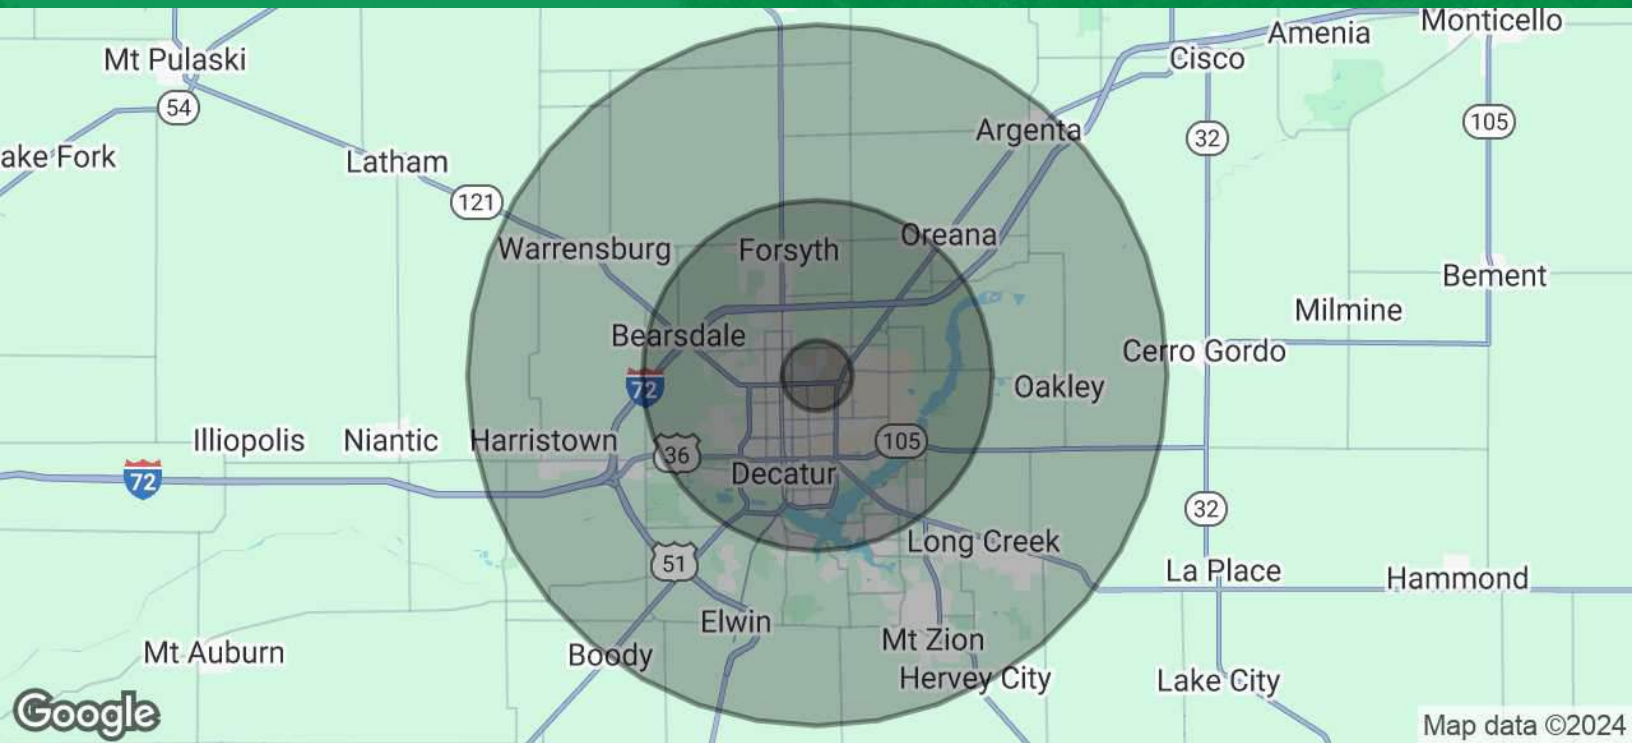 Monticello
Amenia
Mt Pulaski
Cisco
54
105
Argenta
32
ake Fork
Latham
121
Oreana
Warrensburg
Forsyth
Bement
Milmine
Bearsdale
Cerro Gordo
72
Oakley
Illiopolis
Niantic
Harristown
105
36
Decatur
72
32
Long Creek
51
La Place
Hammond
Elwin
Mt Zion
Mt Auburn
Boody
Hervey City
Lake City
Google
Map data ©2024